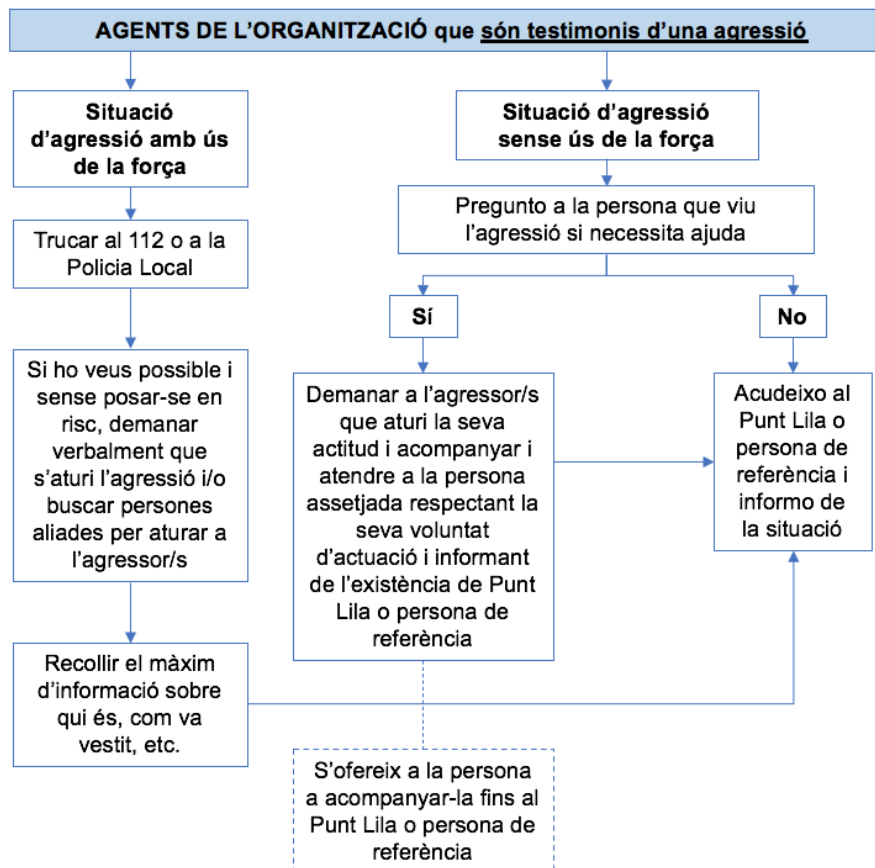 AGENTS DE L'ORGANITZACIÓ que són testimonis d'una agressió
Situació
d'agressió amb ús
de la força
Trucar al 112 o a la
Policia Local
Si ho veus possible i
sense posar-se en
risc, demanar
verbalment que
s'aturi l'agressió i/o
buscar persones
aliades per aturar a
l'agressor/s
Recollir el màxim
d'informació sobre
qui és, com va
vestit, etc.
Situació d'agressió
sense ús de la força
Pregunto a la persona que viu
l'agressió si necessita ajuda
Sí
Demanar a l'agressor/s
que aturi la seva
actitud i acompanyar i
atendre a la persona
assetjada respectant la
seva voluntat
d'actuació i informant
de l'existència de Punt
Lila o persona de
referència
S'ofereix a la persona
a acompanyar-la fins al
Punt Lila o persona de
referència
No
Acudeixo al
Punt Lila o
persona de
referència i
informo de
la situació